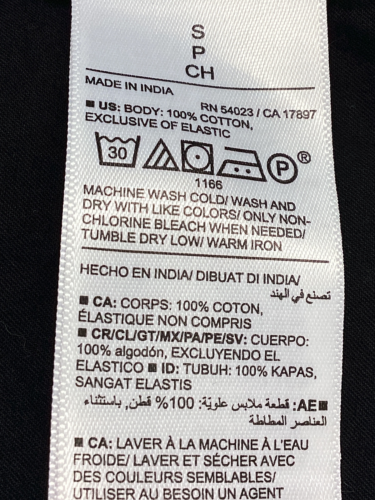 S
P
CH
MADE IN INDIA RN 54023 / CA 17897
■ US: BODY: 100% COTTON,
EXCLUSIVE OF ELASTIC
30 P ®
1166
MACHINE WASH COLD/ WASH AND
DRY WITH LIKE COLORS/ ONLY NON-
CHLORINE BLEACH WHEN NEEDED/
TUMBLE DRY LOW/ WARM IRON
HECHO EN INDIA/ DIBUAT DI INDIA/
تصنع في الهند
■ CA: CORPS: 100% COTON,
ÉLASTIQUE NON COMPRIS
■ CR/CL/GT/MX/PA/PE/SV: CUERPO:
100% algodón, EXCLUYENDO EL
ELASTICO ■ ID: TUBUH: 100% KAPAS,
SANGAT ELASTIS
■AE: قطعة ملابس علويّة: 100% قطن, باستثناء
العناصر المطاطة
■ CA: LAVER À LA MACHINE À L'EAU
FROIDE/ LAVER ET SÉCHER AVEC
DES COULEURS SEMBLABLES/
UTILISER AU BESOIN UN AGENT